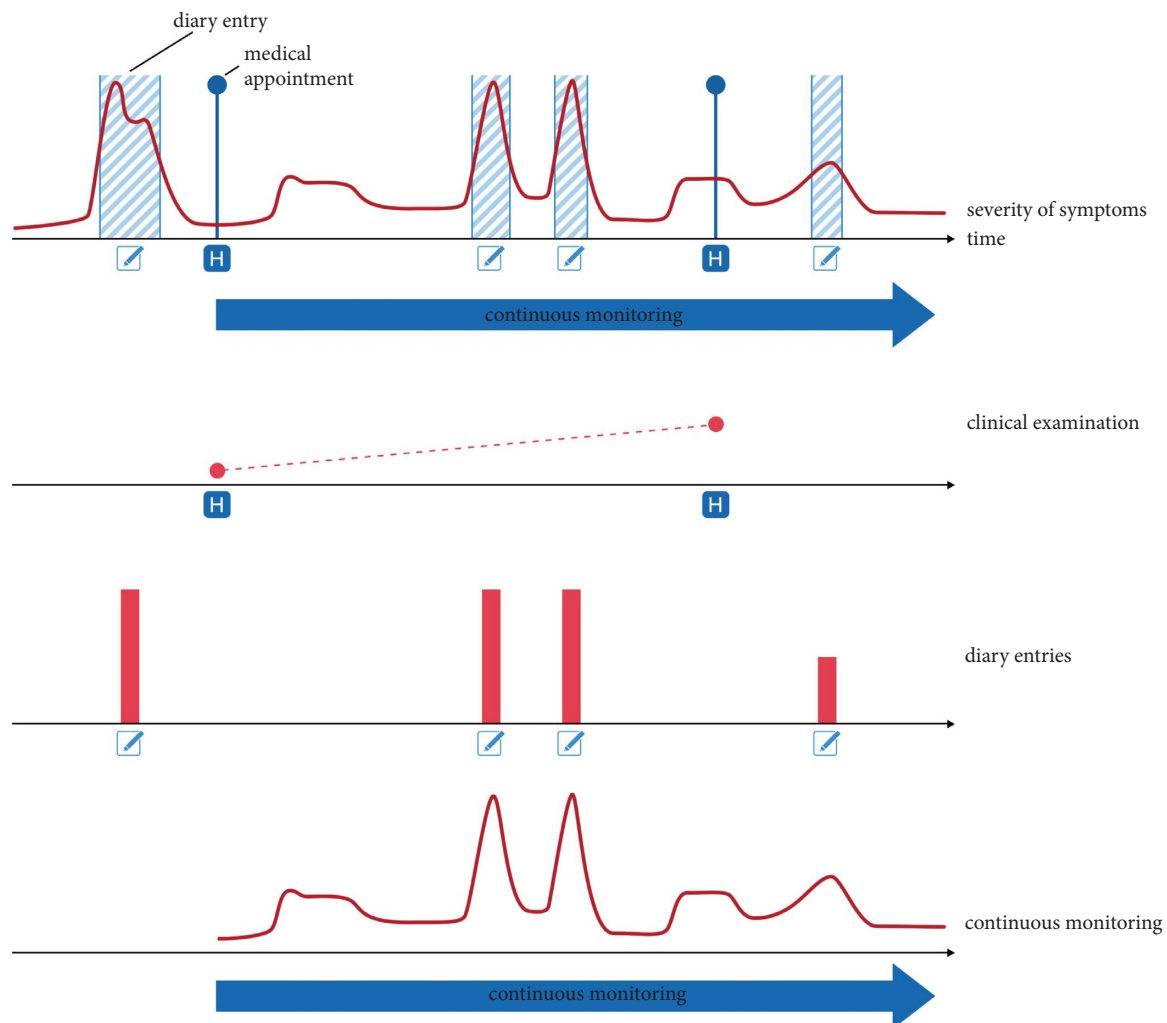 diary entry
medical
appointment
severity of symptoms
time
H
H
continuous monitoring
clinical examination
H
H
diary entries
continuous monitoring
continuous monitoring